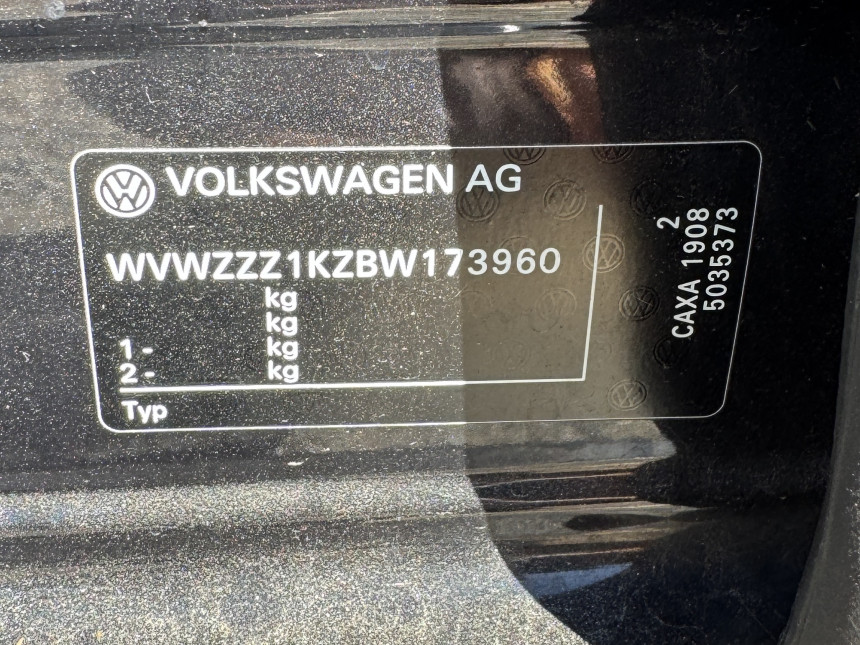 VOLKSWAGEN AG
WVWZZZ1KZBW173960
kg
kg
1 - kg
2 - kg
Typ
2
CAXA 1908
5035373